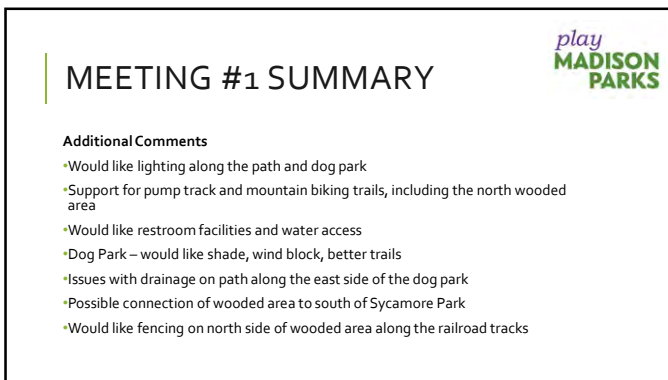 play
MADISON
PARKS
MEETING #1 SUMMARY
Additional Comments
•Would like lighting along the path and dog park
•Support for pump track and mountain biking trails, including the north wooded
area
•Would like restroom facilities and water access
•Dog Park – would like shade, wind block, better trails
•Issues with drainage on path along the east side of the dog park
•Possible connection of wooded area to south of Sycamore Park
•Would like fencing on north side of wooded area along the railroad tracks